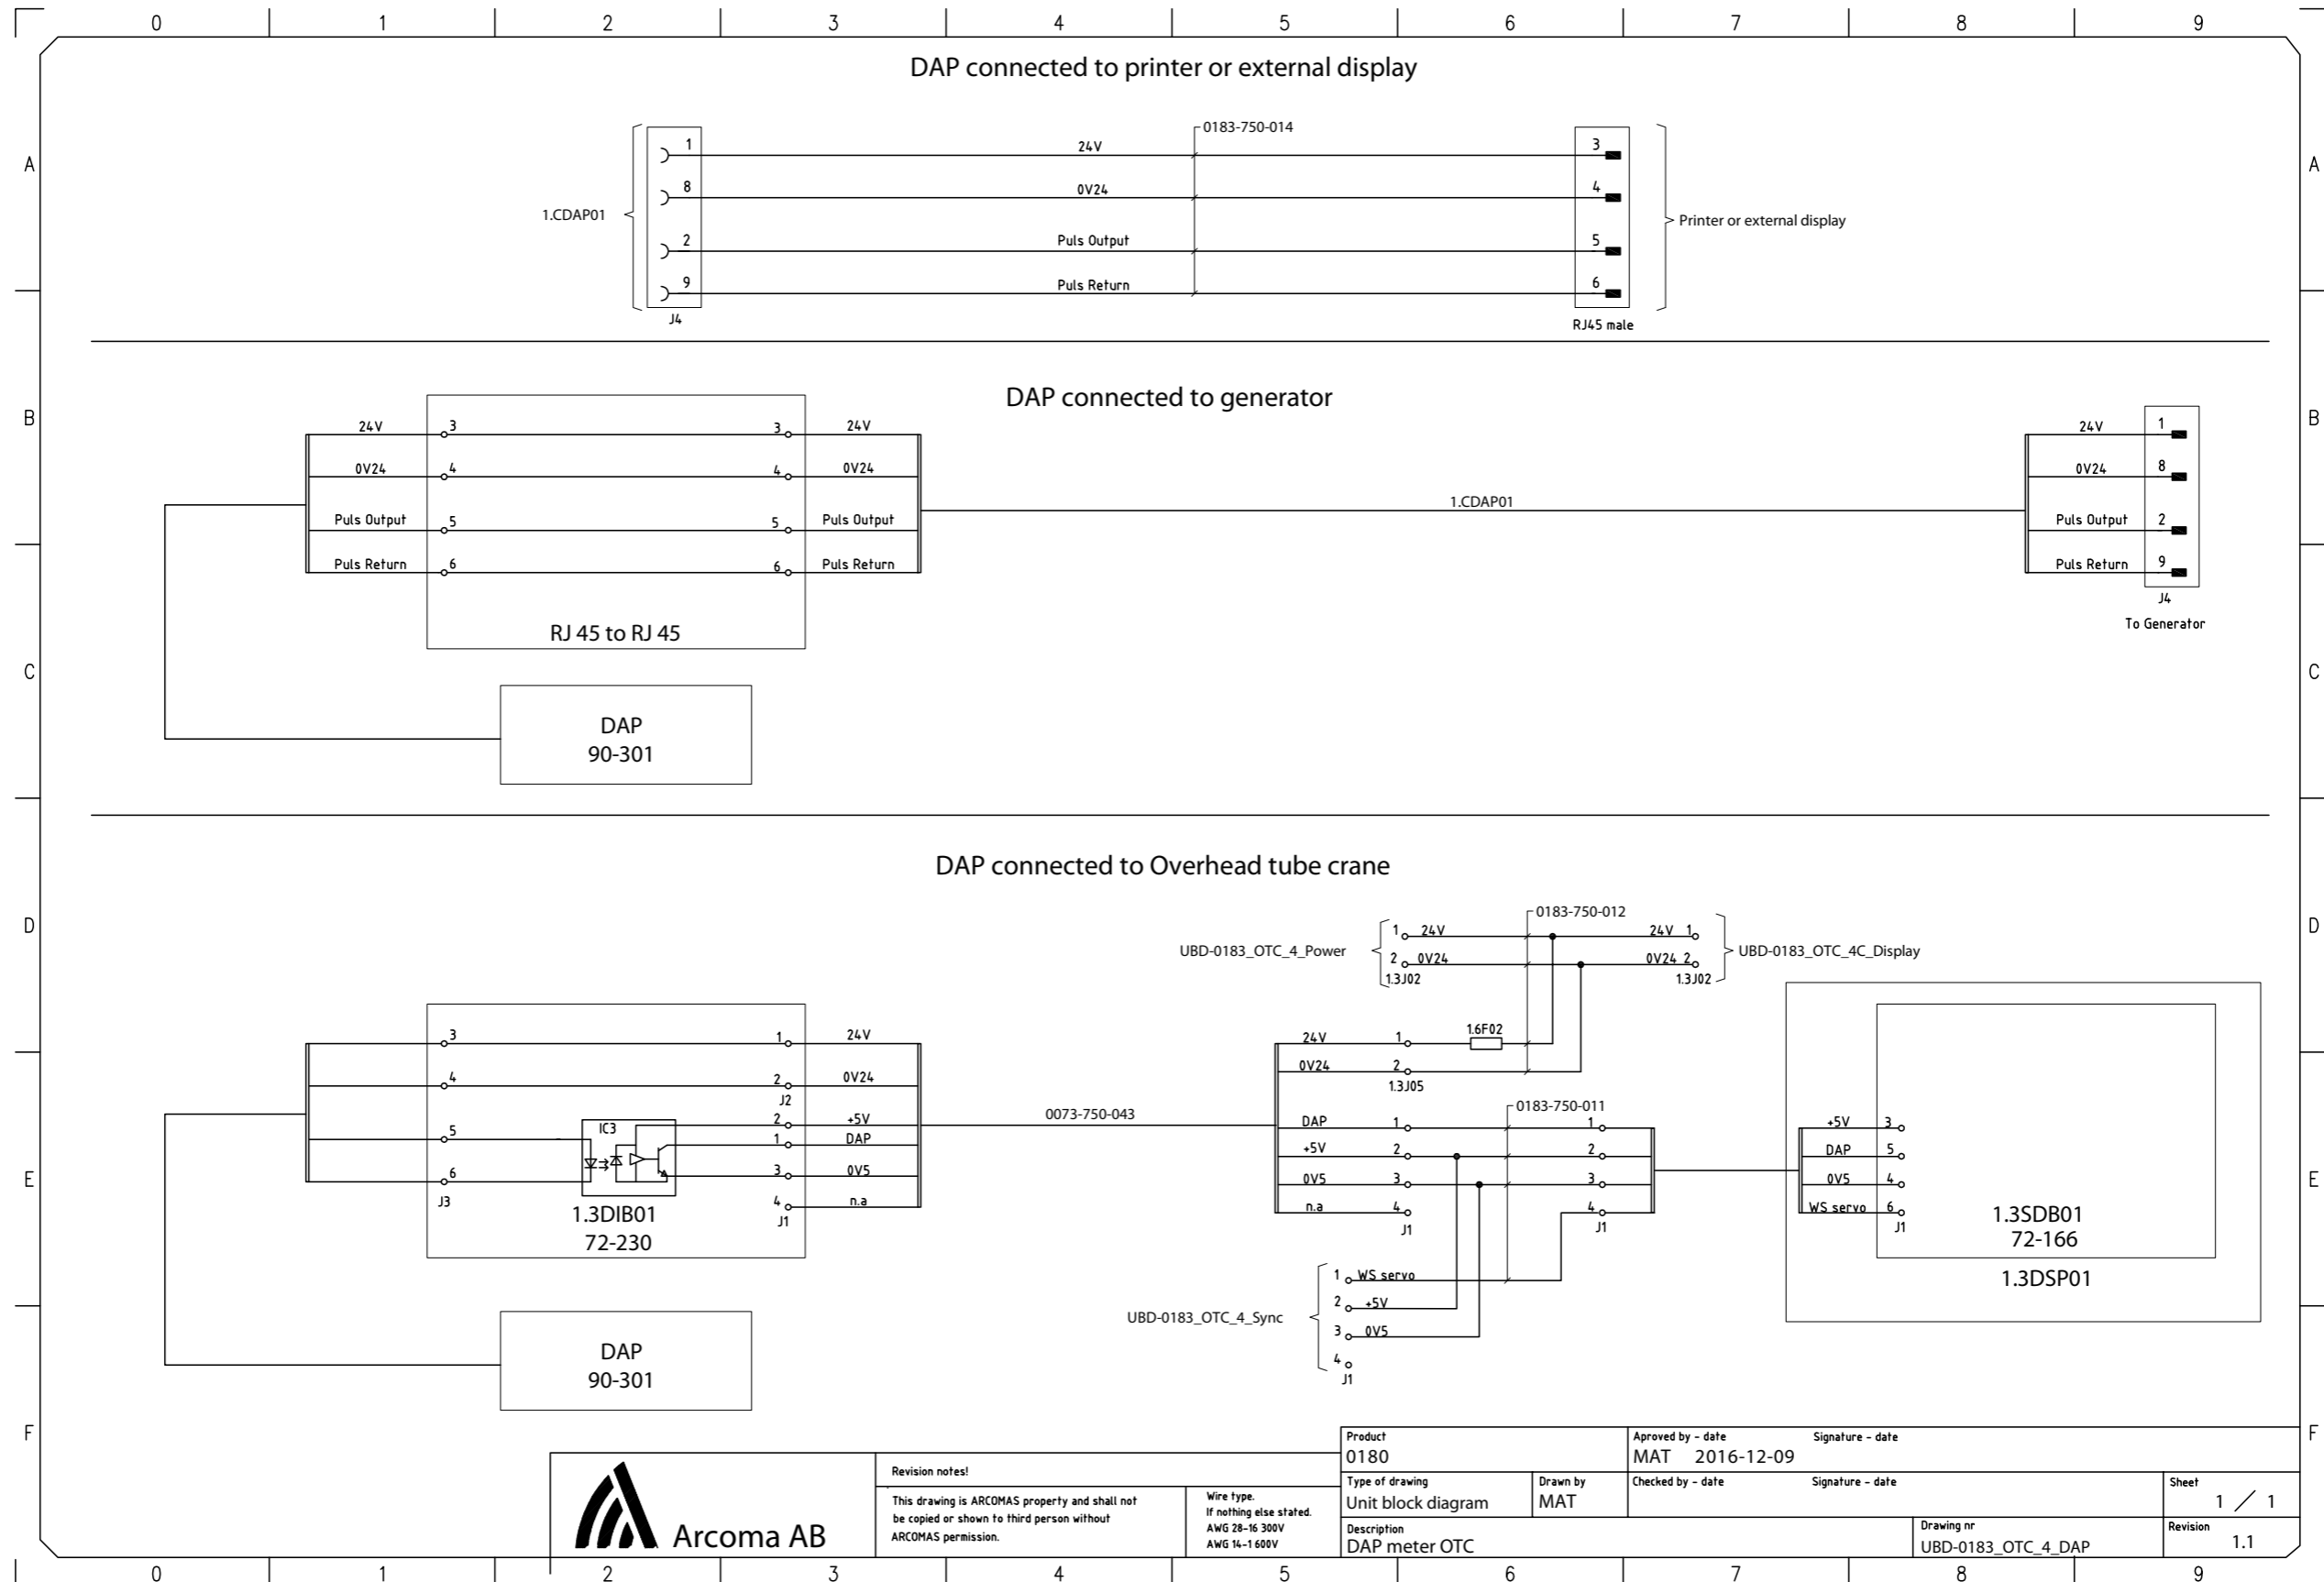 0 1 2 3 4 5 6 7 8 9
DAP connected to printer or external display
A A
0183-750-014
1 24V 3
8 0V24 4
1.CDAP01
Printer or external display
2 Puls Output 5
9 Puls Return 6
J4
RJ45 male
DAP connected to generator
B B
24V 3 3 24V
0V24 4 4 0V24
Puls Output 5 5 Puls Output
Puls Return 6 6 Puls Return
RJ 45 to RJ 45
1.CDAP01
24V 1
0V24 8
Puls Output 2
Puls Return 9
J4
To Generator
C C
DAP
90-301
DAP connected to Overhead tube crane
D D
0183-750-012
UBD-0183_OTC_4_Power
1 24V 24V 1
2 0V24 0V24 2
1.3J02 1.3J02
UBD-0183_OTC_4C_Display
3 1 24V
4 2 0V24
J2
5 IC3 2 +5V
1 DAP
6 3 0V5
J3
4 n.a
J1
1.3DIB01
72-230
0073-750-043
24V 1 1.6F02
0V24 2
1.3J05
0183-750-011
DAP 1 1
+5V 2 2
0V5 3 3
n.a 4 4
J1 J1
+5V 3
DAP 5
0V5 4
WS servo 6
J1
1.3SDB01
72-166
1.3DSP01
E E
UBD-0183_OTC_4_Sync
1 WS servo
2 +5V
3 0V5
4
J1
DAP
90-301
F F
Arcoma AB
Revision notes!
This drawing is ARCOMAS property and shall not
be copied or shown to third person without
ARCOMAS permission.
Wire type.
If nothing else stated.
AWG 28-16 300V
AWG 14-1 600V
Product
0180
Aproved by - date Signature - date
MAT 2016-12-09
Type of drawing
Unit block diagram
Drawn by
MAT
Checked by - date Signature - date
Sheet
1 / 1
Description
DAP meter OTC
Drawing nr
UBD-0183_OTC_4_DAP
Revision
1.1
0 1 2 3 4 5 6 7 8 9